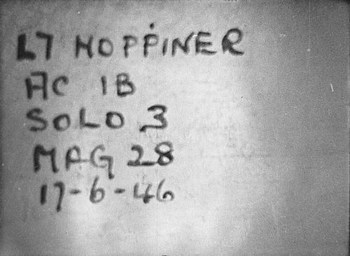 LT HOPPINER
AC 1B
SOLO 3
MAG 28
17-6-46